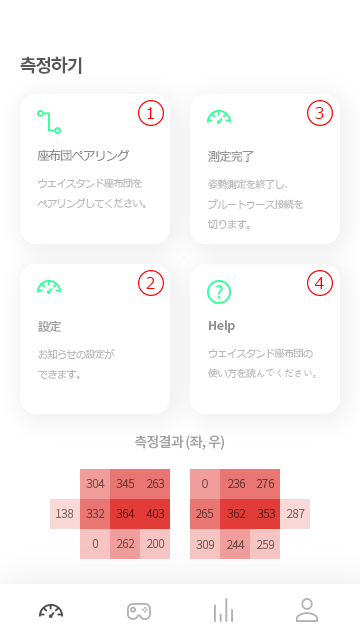 측정하기
1
座布団ペアリング
ウェイスタンド座布団を
ペアリングしてください。
3
測定完了
姿勢測定を終了し、
ブルートゥース接続を
切ります。
2
設定
お知らせの設定が
できます。
4
Help
ウェイスタンド座布団の
使い方を読んでください。
측정결과 (좌, 우)
304 345 263 0 236 276
138 332 364 403 265 362 353 287
0 262 200 309 244 259